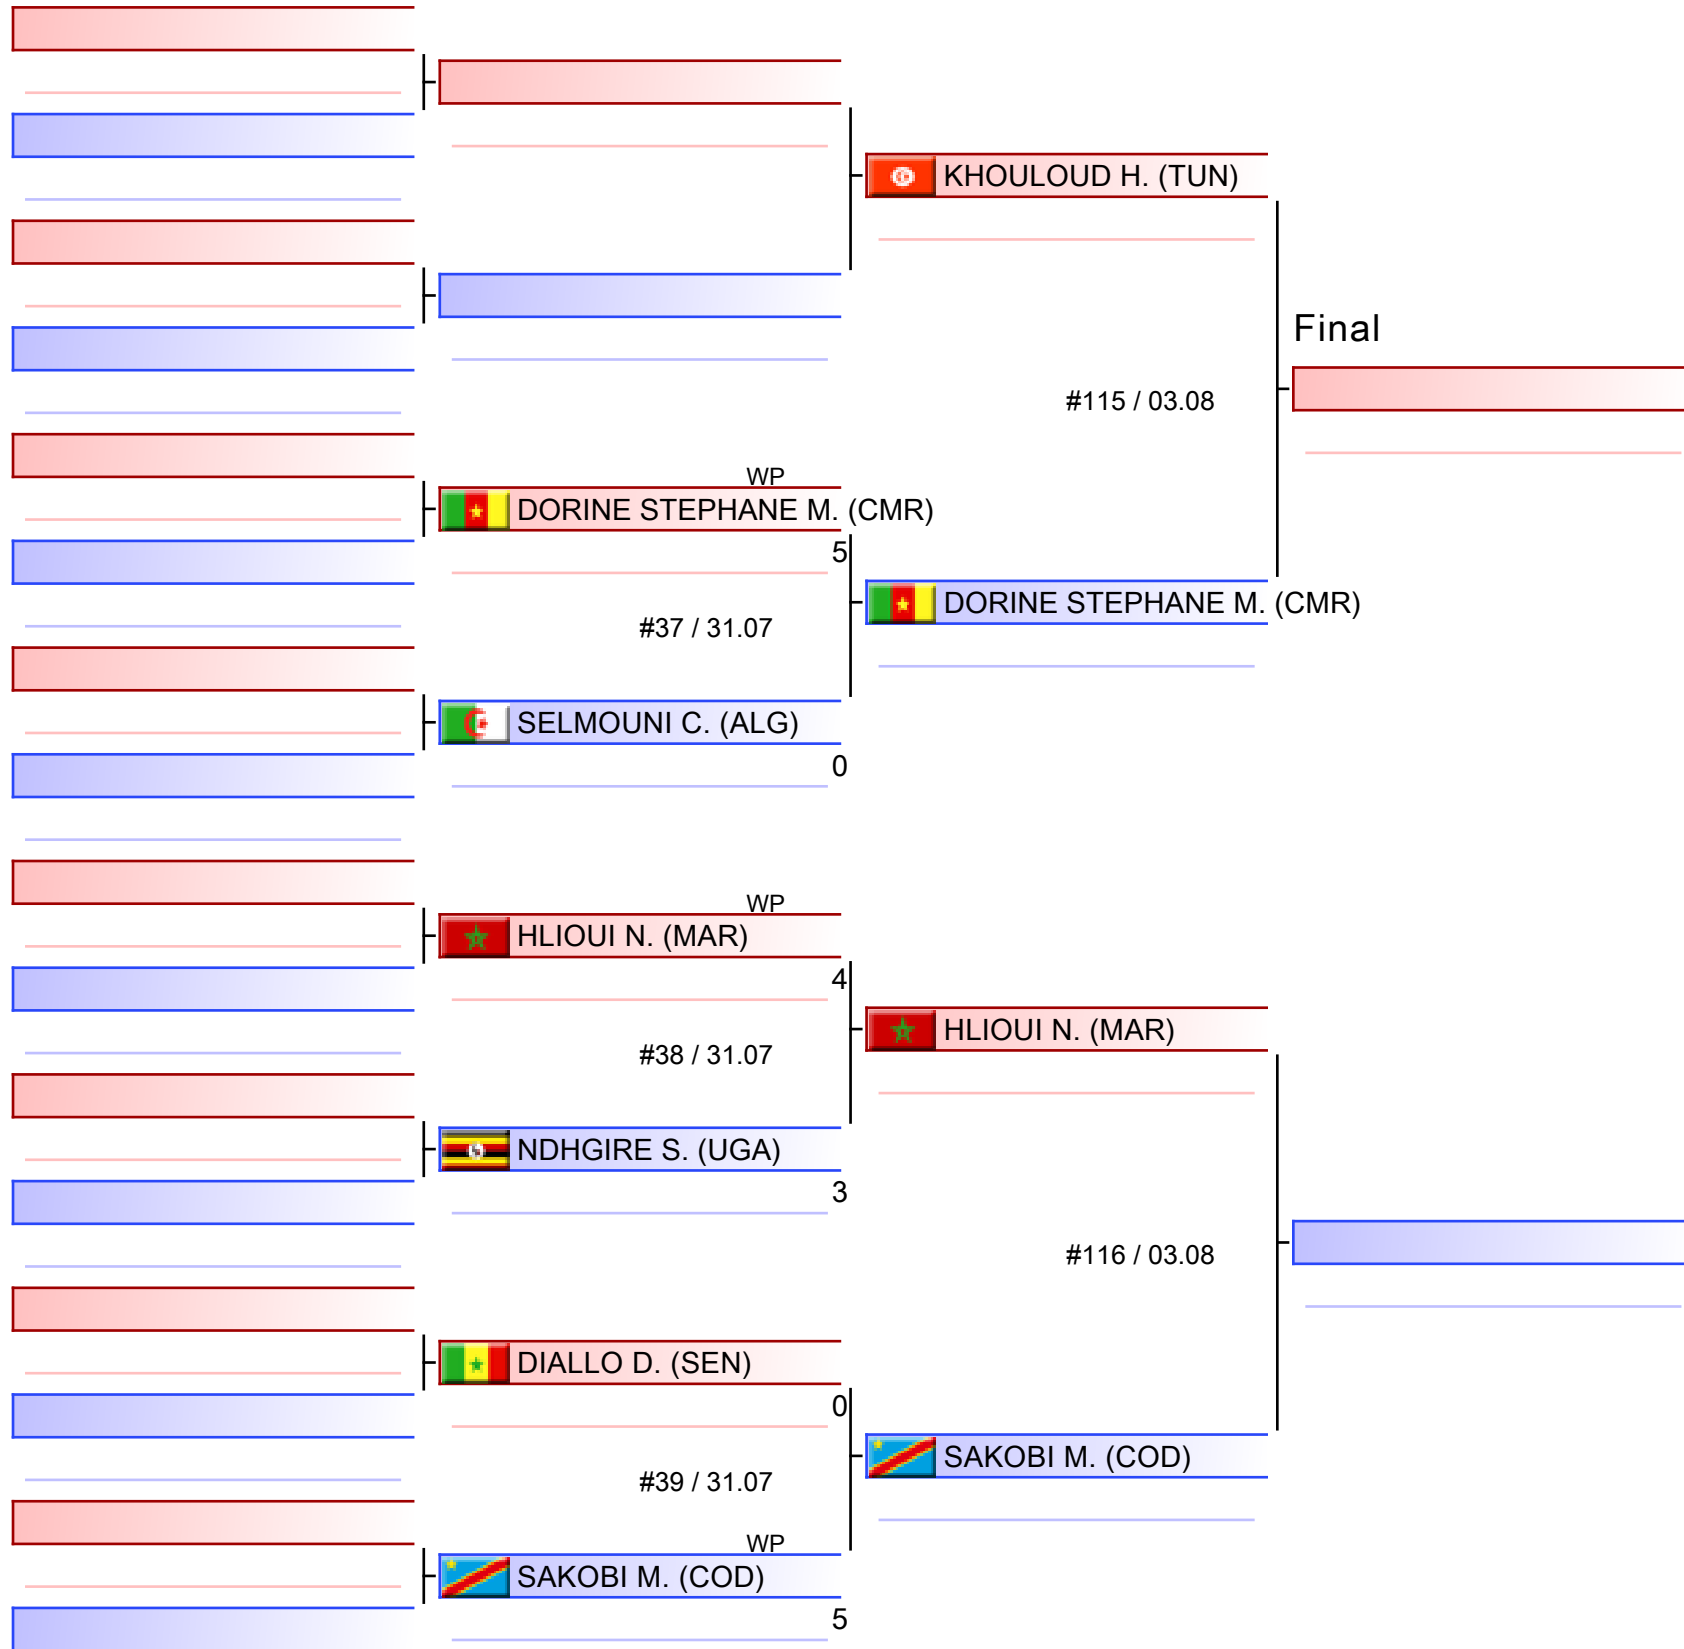 KHOULOUD H. (TUN)
Final
#115 / 03.08
WP
DORINE STEPHANE M. (CMR)
5
DORINE STEPHANE M. (CMR)
#37 / 31.07
SELMOUNI C. (ALG)
0
WP
HLIOUI N. (MAR)
4
HLIOUI N. (MAR)
#38 / 31.07
NDHGIRE S. (UGA)
3
#116 / 03.08
DIALLO D. (SEN)
0
SAKOBI M. (COD)
#39 / 31.07
WP
SAKOBI M. (COD)
5